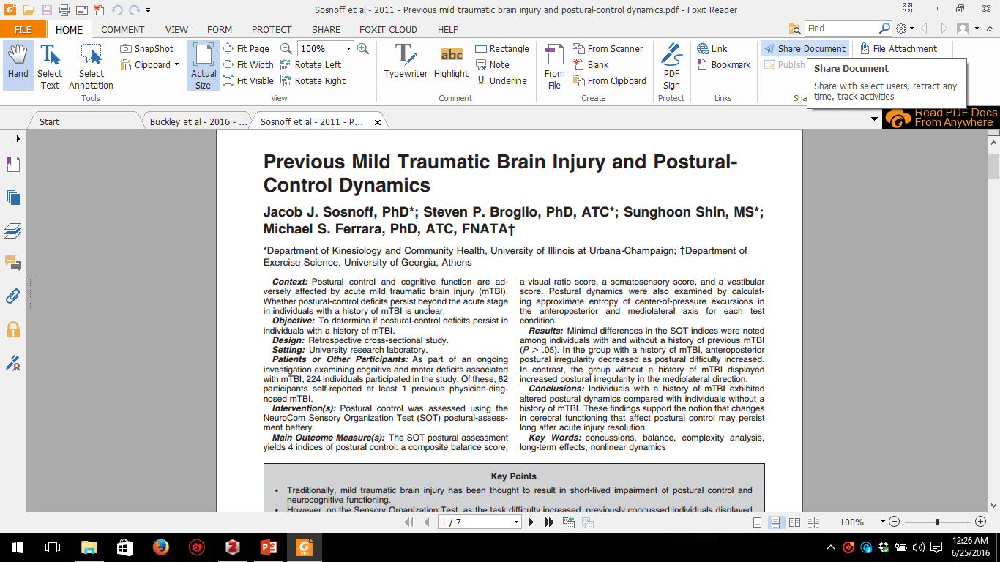 Sosnoff et al - 2011 - Previous mild traumatic brain injury and postural-control dynamics.pdf - Foxit Reader
FILE HOME COMMENT VIEW FORM PROTECT SHARE FOXIT CLOUD HELP Find
Hand
Select Text
Select Annotation
SnapShot
Clipboard
Tools
Actual Size
Fit Page
Fit Width
Fit Visible
100%
Rotate Left
Rotate Right
View
Typewriter
Highlight
Rectangle
Note
Underline
Comment
From File
From Scanner
Blank
From Clipboard
Create
PDF Sign
Protect
Link
Bookmark
Links
Share Document
Publish
File Attachment
Share Document
Share with select users, retract any
time, track activities
Start
Buckley et al - 2016 - ...
Sosnoff et al - 2011 - P...
Read PDF Docs
From Anywhere
Previous Mild Traumatic Brain Injury and Postural-
Control Dynamics
Jacob J. Sosnoff, PhD*; Steven P. Broglio, PhD, ATC*; Sunghoon Shin, MS*;
Michael S. Ferrara, PhD, ATC, FNATA†
*Department of Kinesiology and Community Health, University of Illinois at Urbana-Champaign; †Department of
Exercise Science, University of Georgia, Athens
Context: Postural control and cognitive function are ad-
versely affected by acute mild traumatic brain injury (mTBI).
Whether postural-control deficits persist beyond the acute stage
in individuals with a history of mTBI is unclear.
Objective: To determine if postural-control deficits persist in
individuals with a history of mTBI.
Design: Retrospective cross-sectional study.
Setting: University research laboratory.
Patients or Other Participants: As part of an ongoing
investigation examining cognitive and motor deficits associated
with mTBI, 224 individuals participated in the study. Of these, 62
participants self-reported at least 1 previous physician-diag-
nosed mTBI.
Intervention(s): Postural control was assessed using the
NeuroCom Sensory Organization Test (SOT) postural-assess-
ment battery.
Main Outcome Measure(s): The SOT postural assessment
yields 4 indices of postural control: a composite balance score,
a visual ratio score, a somatosensory score, and a vestibular
score. Postural dynamics were also examined by calculat-
ing approximate entropy of center-of-pressure excursions in
the anteroposterior and mediolateral axis for each test
condition.
Results: Minimal differences in the SOT indices were noted
among individuals with and without a history of previous mTBI
(P > .05). In the group with a history of mTBI, anteroposterior
postural irregularity decreased as postural difficulty increased.
In contrast, the group without a history of mTBI displayed
increased postural irregularity in the mediolateral direction.
Conclusions: Individuals with a history of mTBI exhibited
altered postural dynamics compared with individuals without a
history of mTBI. These findings support the notion that changes
in cerebral functioning that affect postural control may persist
long after acute injury resolution.
Key Words: concussions, balance, complexity analysis,
long-term effects, nonlinear dynamics
Key Points
• Traditionally, mild traumatic brain injury has been thought to result in short-lived impairment of postural control and
neurocognitive functioning.
• However, on the Sensory Organization Test, as the task difficulty increased, previously concussed individuals displayed
1 / 7
100%
12:26 AM
6/25/2016